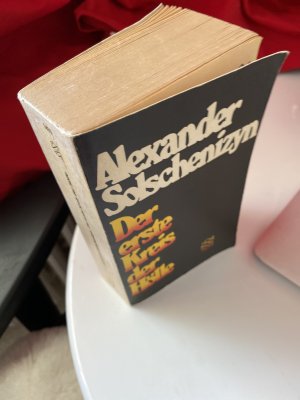 Alexander
Solschenizyn
Der
erste
Kreis
der
Hölle